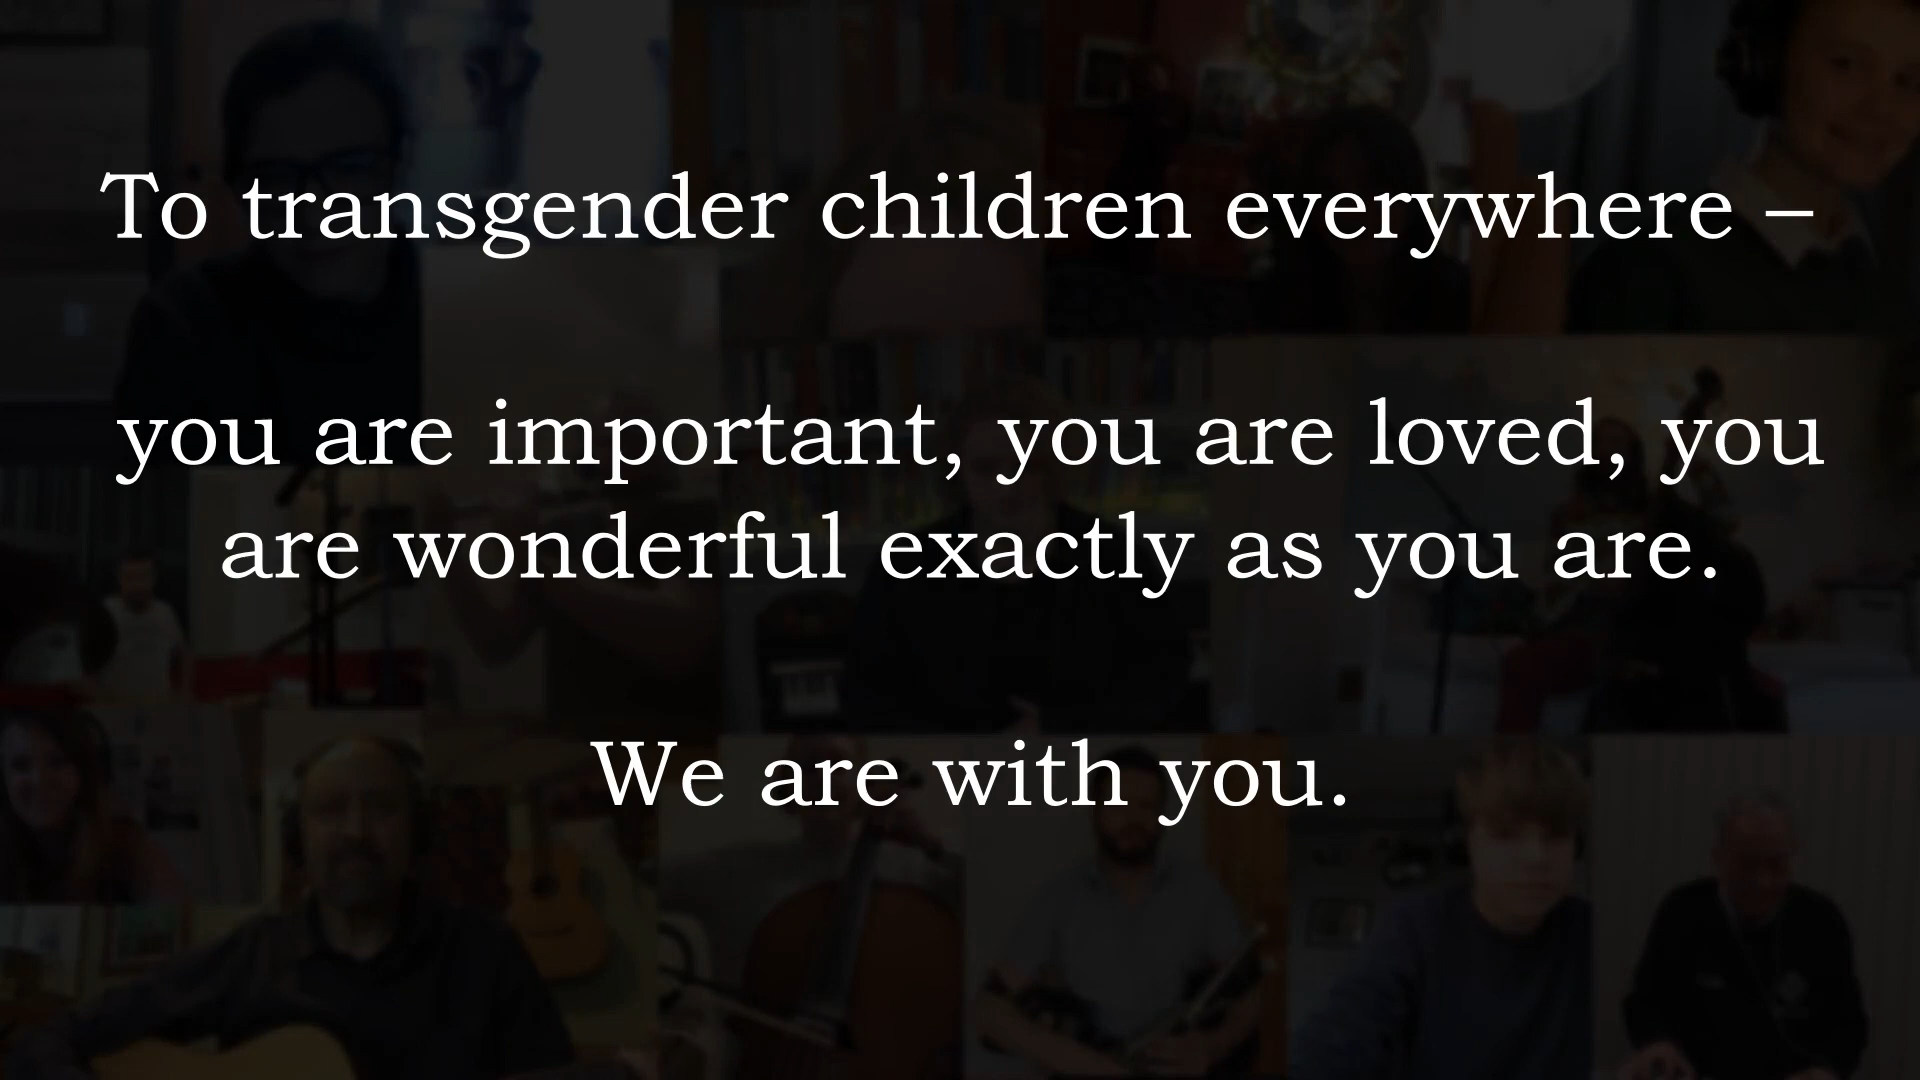 To transgender children everywhere –
you are important, you are loved, you
are wonderful exactly as you are.
We are with you.